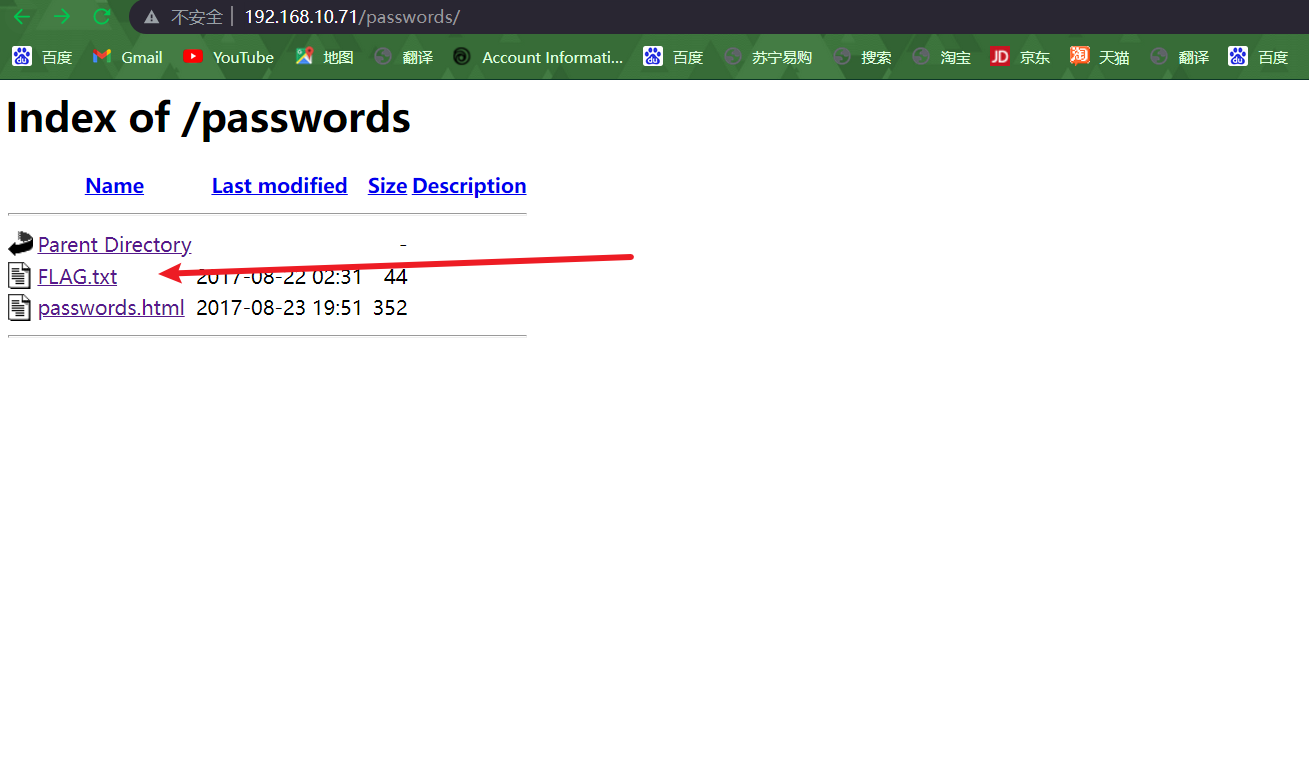 不安全 192.168.10.71/passwords/
百度 Gmail YouTube 地图 翻译 Account Informati... 百度 苏宁易购 搜索 淘宝 JD 京东 淘 天猫 翻译 百度
Index of /passwords
Name Last modified Size Description
Parent Directory -
FLAG.txt 2017-08-22 02:31 44
passwords.html 2017-08-23 19:51 352